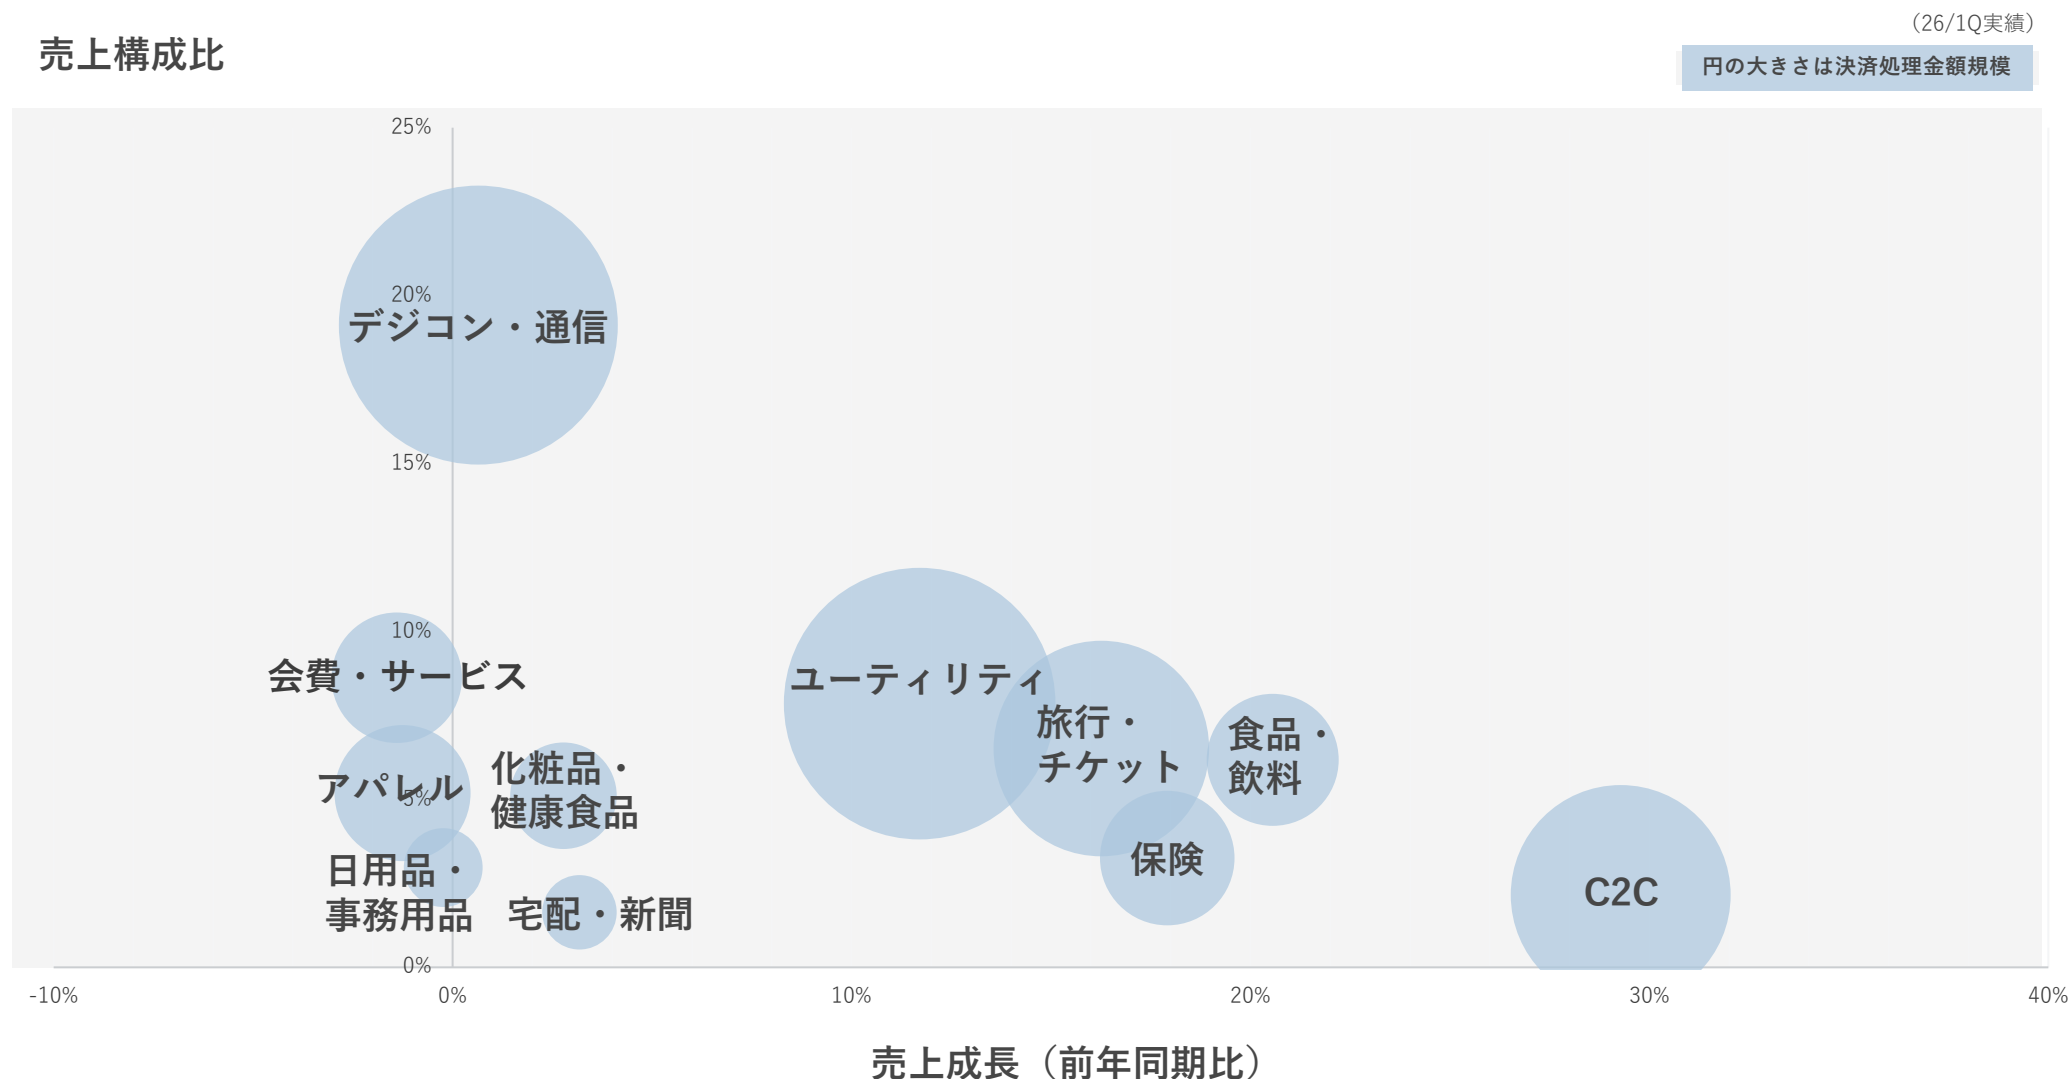 (26/1Q実績)
売上構成比
円の大きさは決済処理金額規模
25%
20%
デジコン・通信
15%
10%
会費・サービス
ユーティリティ
旅行・
チケット
食品・
飲料
化粧品・
健康食品
アパレル
5%
保険
日用品・
事務用品
宅配・新聞
C2C
0%
-10%
0%
10%
20%
30%
40%
売上成長（前年同期比）